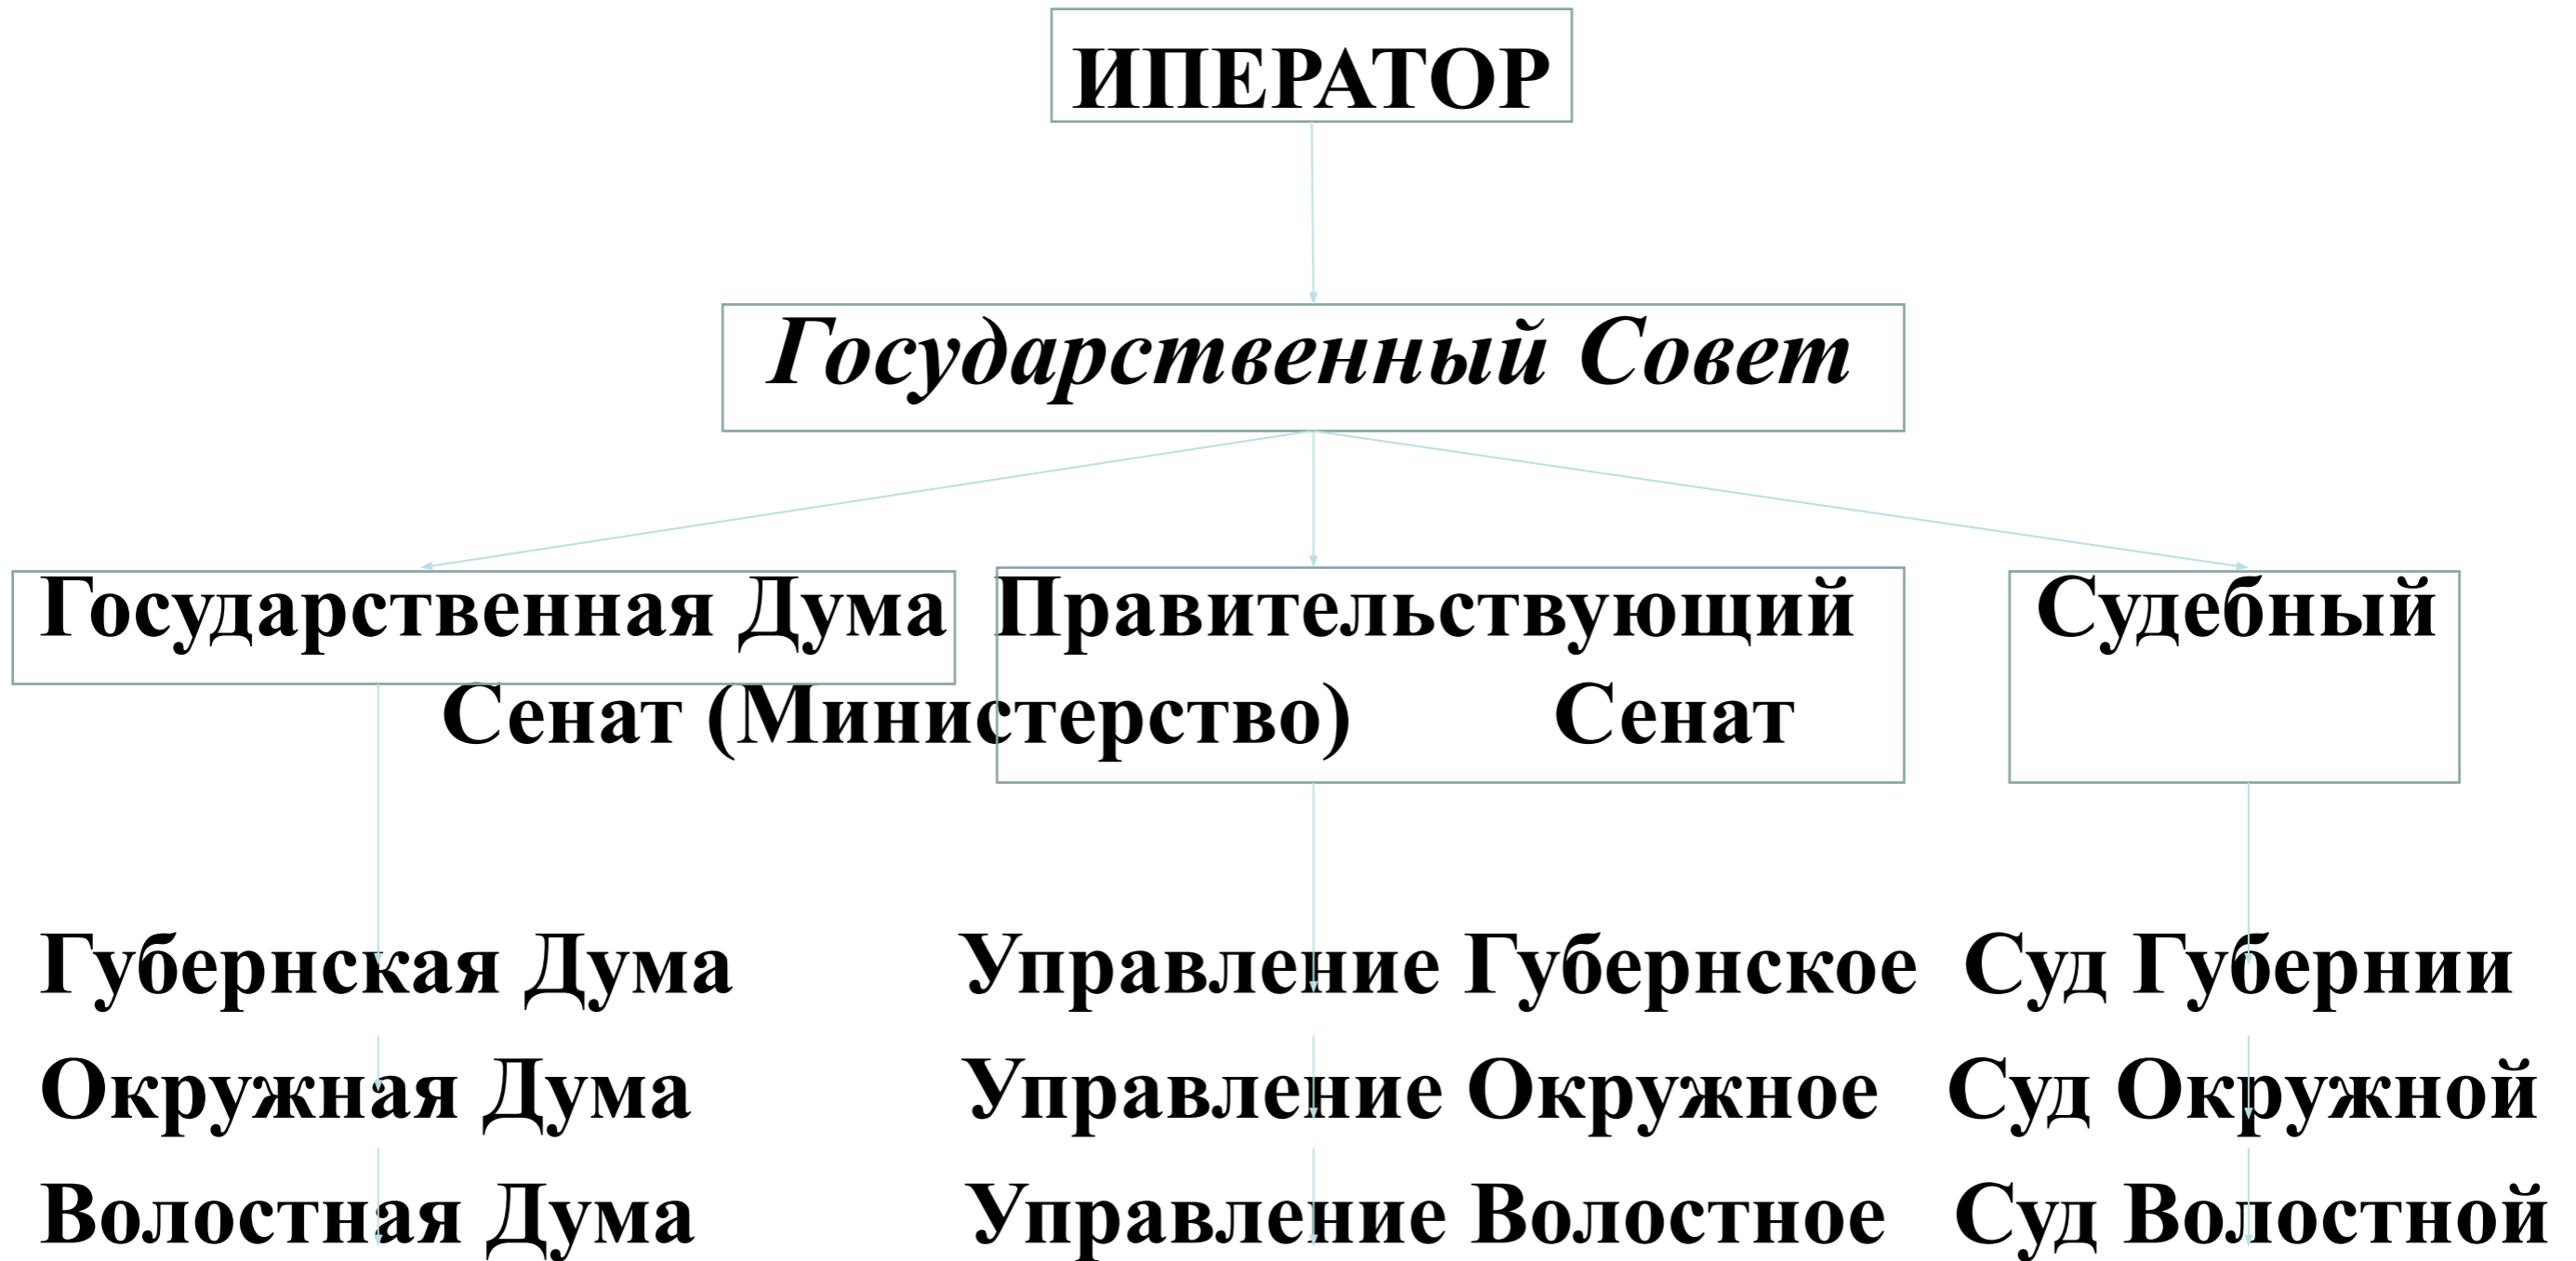 ИПЕРАТОР
Государственный Совет
Государственная Дума Правительствующий Судебный
Сенат (Министерство) Сенат
Губернская Дума Управление Губернское Суд Губернии
Окружная Дума Управление Окружное Суд Окружной
Волостная Дума Управление Волостное Суд Волостной